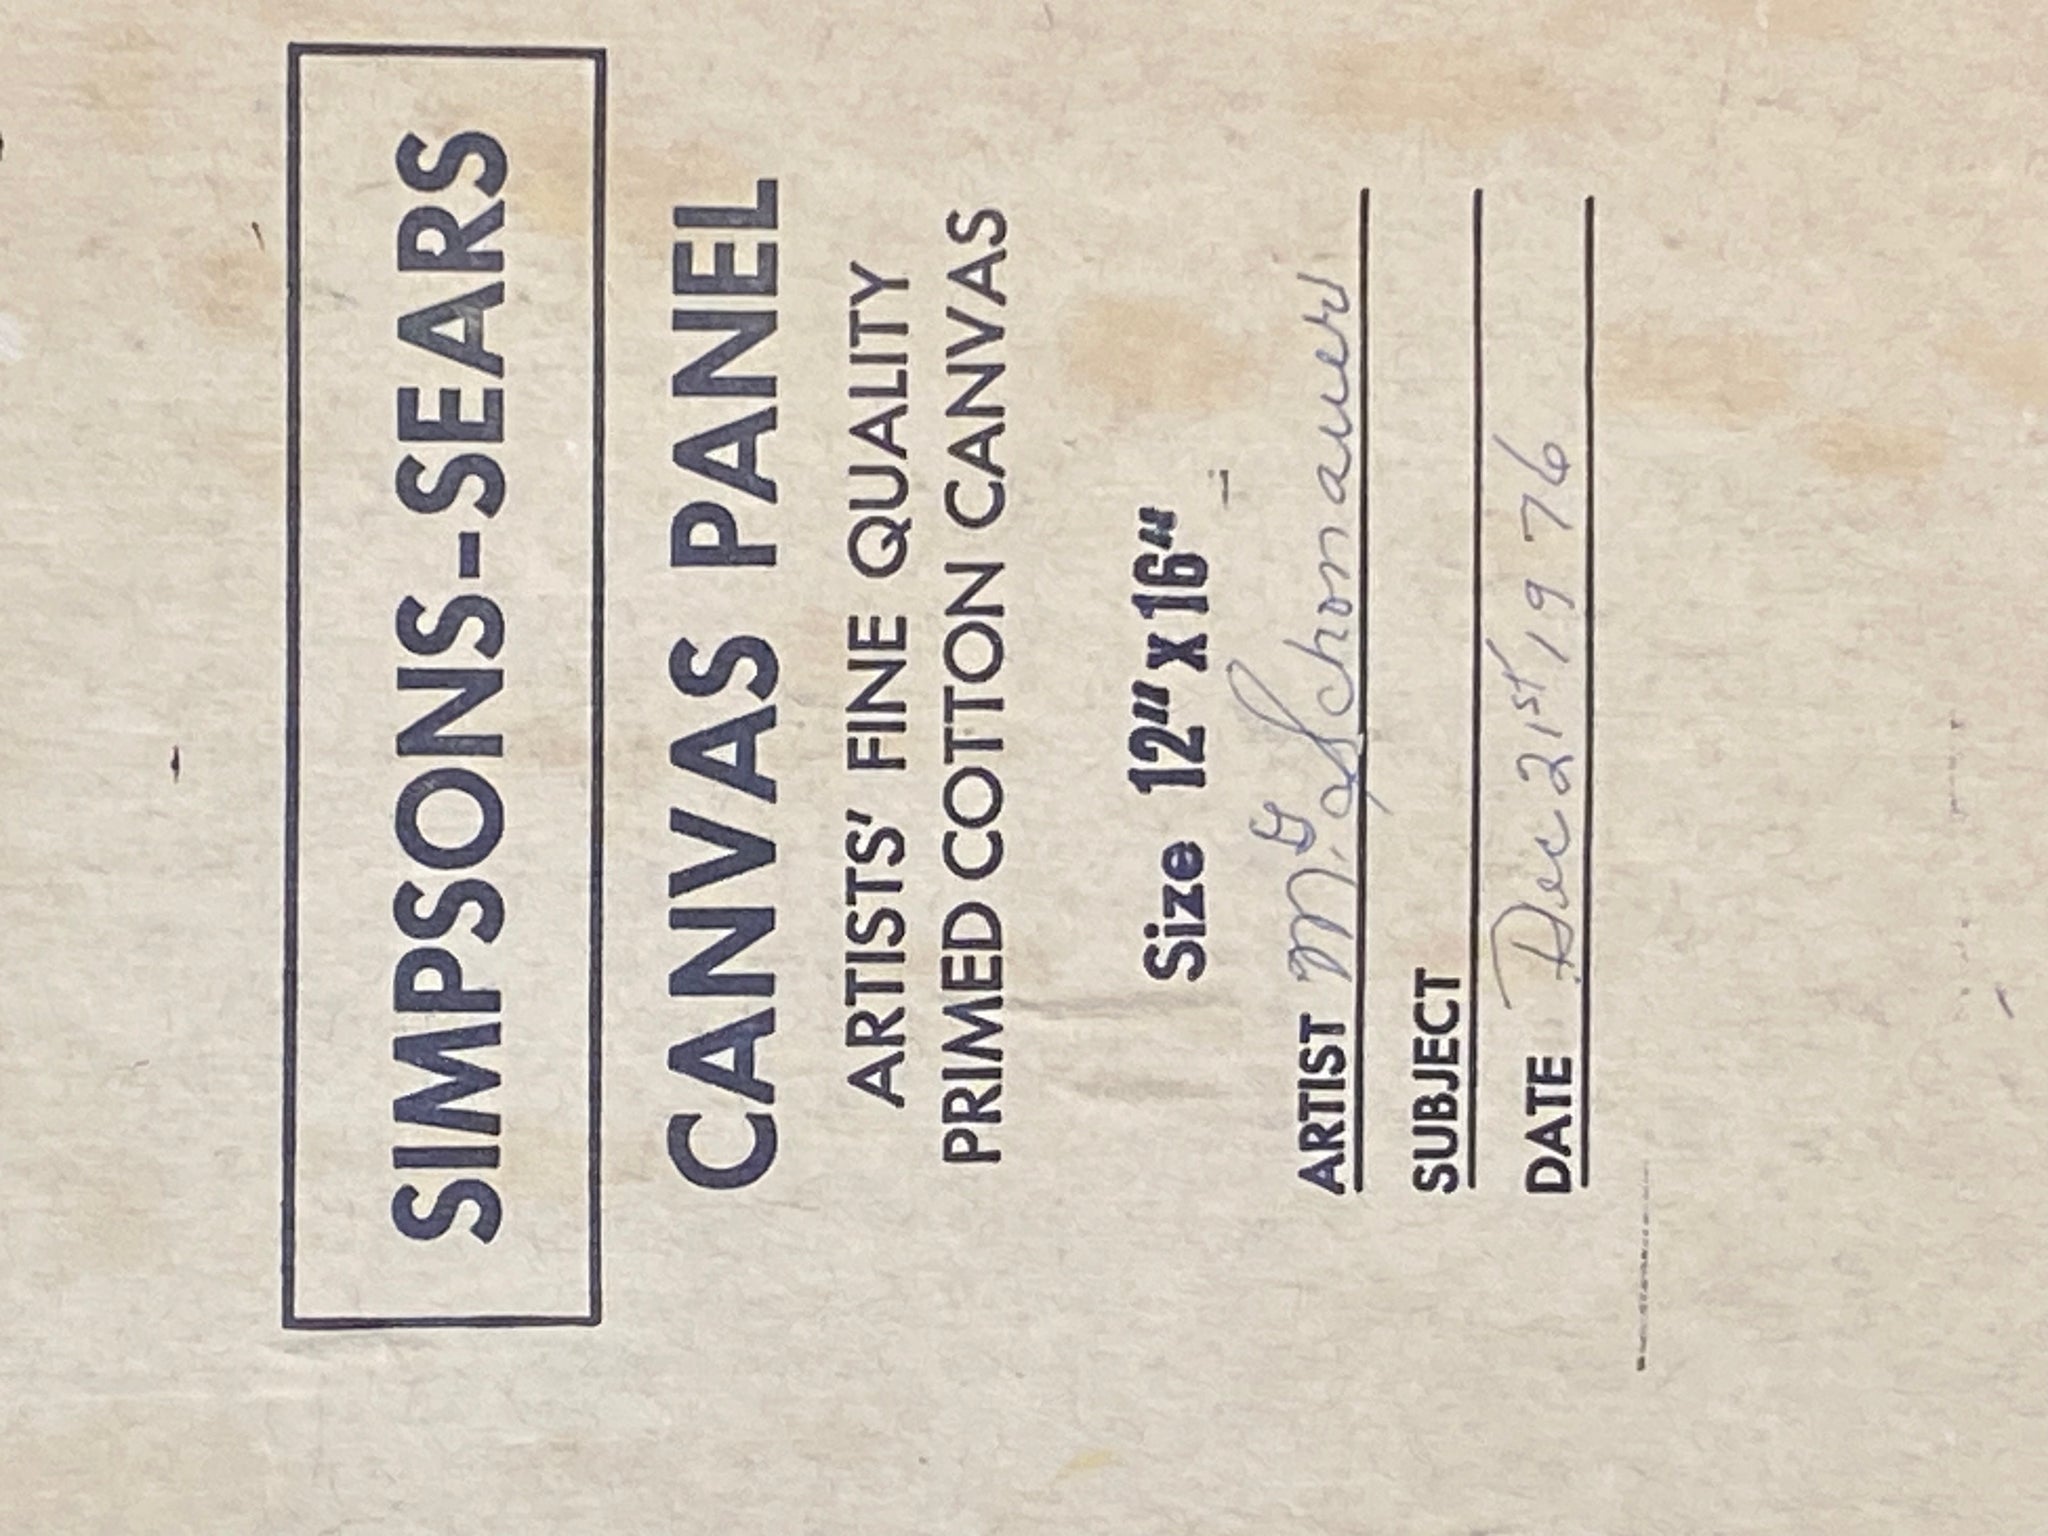 SIMPSONS-SEARS
CANVAS PANEL
ARTISTS' FINE QUALITY
PRIMED COTTON CANVAS
Size 12" x 16"
ARTIST M. G Schomauer
SUBJECT
DATE Dec 21st 1976